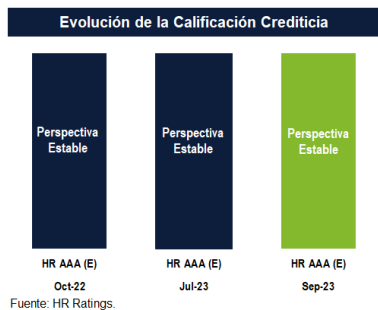 Evolución de la Calificación Crediticia
Perspectiva Estable
Perspectiva Estable
Perspectiva Estable
HR AAA (E) HR AAA (E) HR AAA (E)
Oct-22 Jul-23 Sep-23
Fuente: HR Ratings.